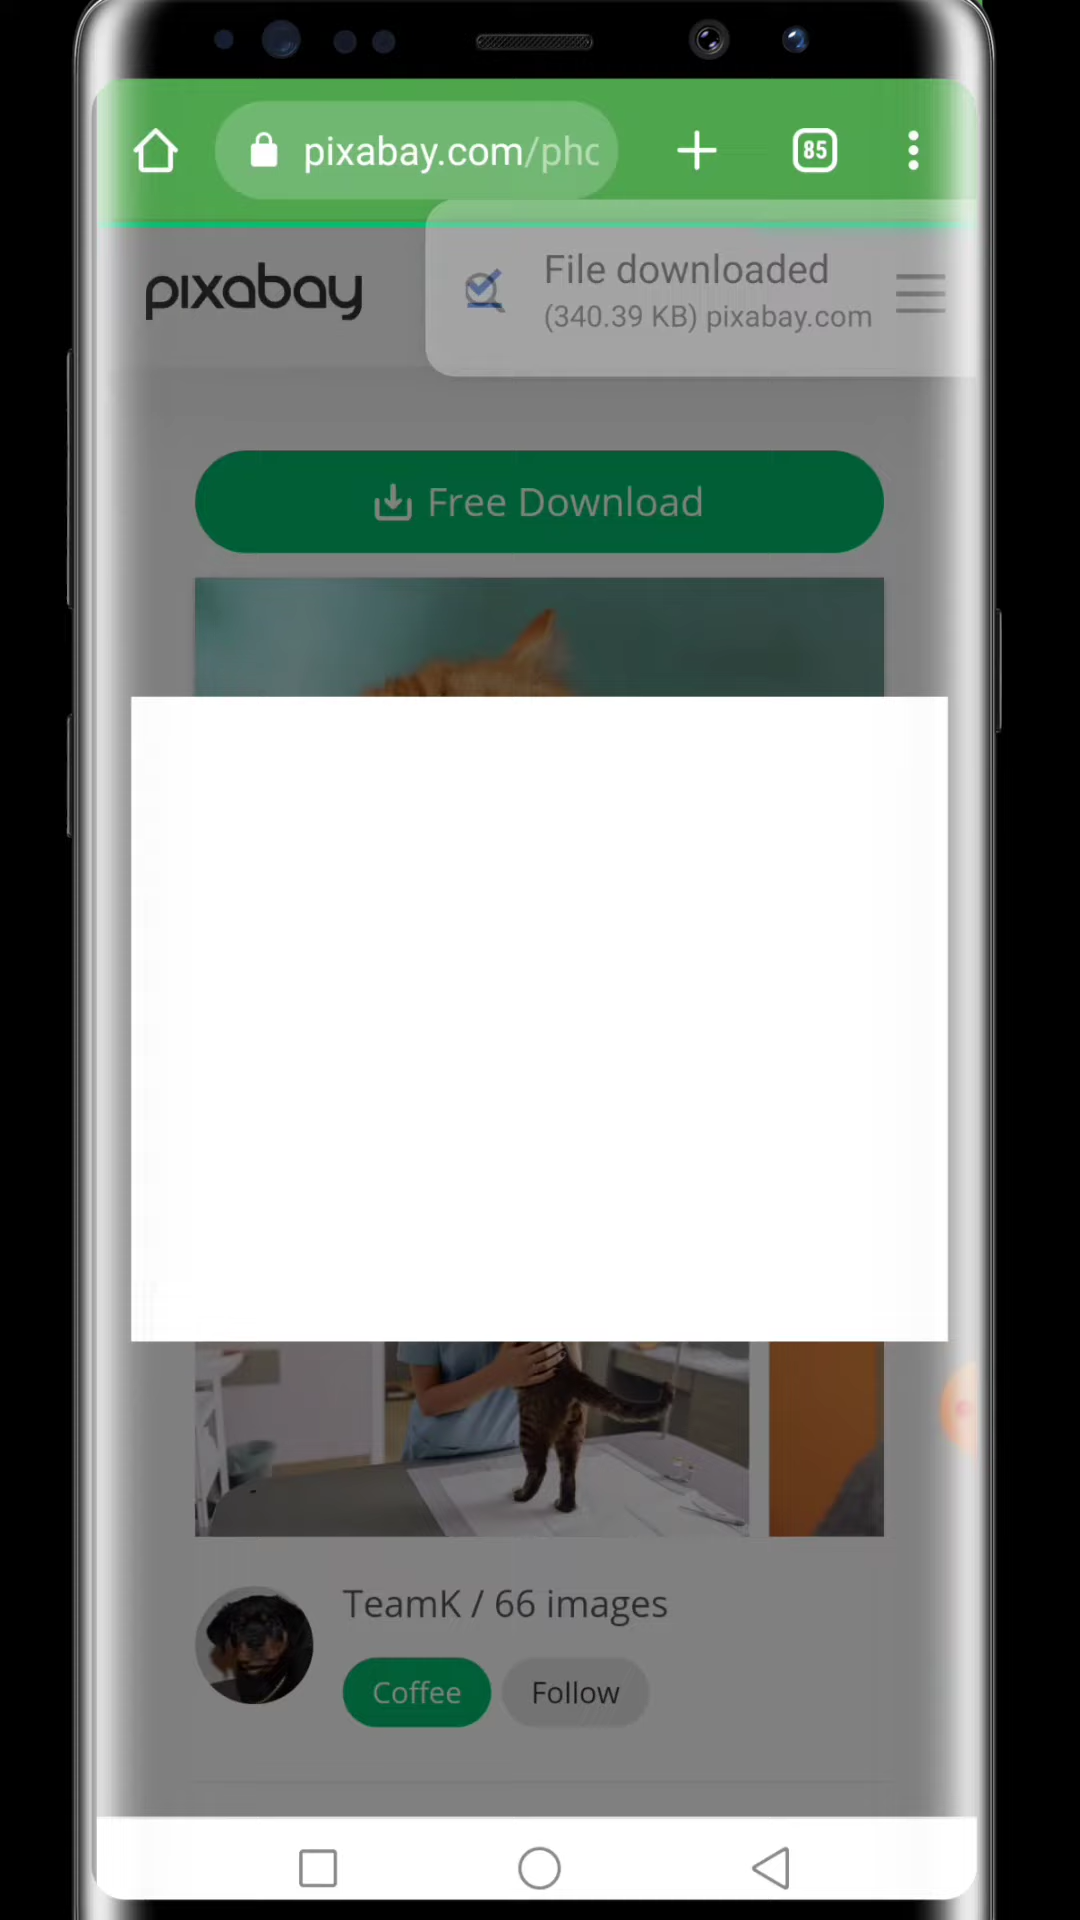 pixabay.com/phc
85
pixabay
File downloaded
(340.39 KB) pixabay.com
Free Download
TeamK / 66 images
Coffee
Follow